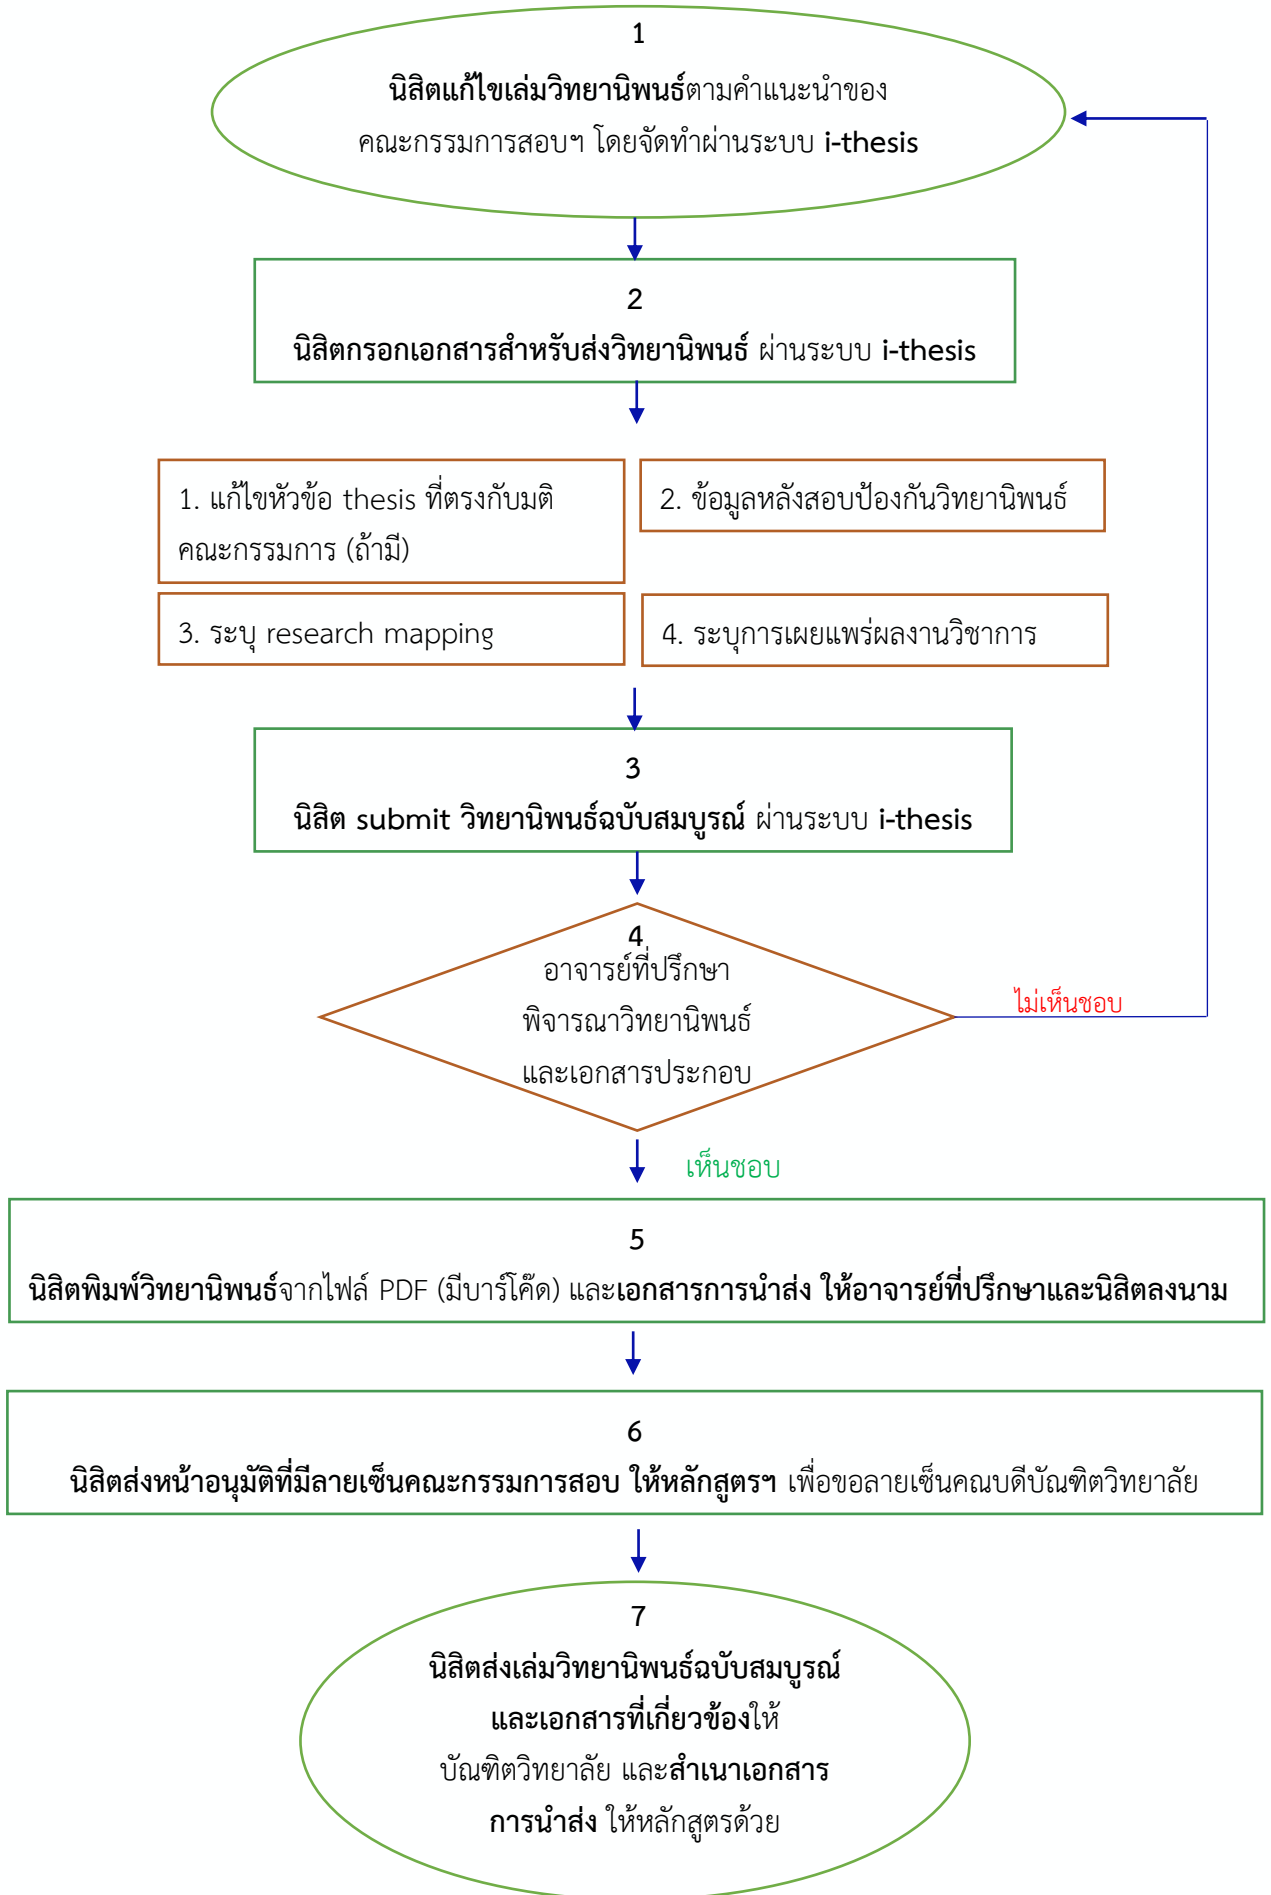 1
นิสิตแก้ไขเล่มวิทยานิพนธ์ตามคำแนะนำของ
คณะกรรมการสอบฯ โดยจัดทำผ่านระบบ i-thesis
2
นิสิตกรอกเอกสารสำหรับส่งวิทยานิพนธ์ ผ่านระบบ i-thesis
1. แก้ไขหัวข้อ thesis ที่ตรงกับมติ
คณะกรรมการ (ถ้ามี)
2. ข้อมูลหลังสอบป้องกันวิทยานิพนธ์
3. ระบุ research mapping
4. ระบุการเผยแพร่ผลงานวิชาการ
3
นิสิต submit วิทยานิพนธ์ฉบับสมบูรณ์ ผ่านระบบ i-thesis
4
อาจารย์ที่ปรึกษา
พิจารณาวิทยานิพนธ์
และเอกสารประกอบ
ไม่เห็นชอบ
เห็นชอบ
5
นิสิตพิมพ์วิทยานิพนธ์จากไฟล์ PDF (มีบาร์โค๊ด) และเอกสารการนำส่ง ให้อาจารย์ที่ปรึกษาและนิสิตลงนาม
6
นิสิตส่งหน้าอนุมัติที่มีลายเซ็นคณะกรรมการสอบ ให้หลักสูตรฯ เพื่อขอลายเซ็นคณบดีบัณฑิตวิทยาลัย
7
นิสิตส่งเล่มวิทยานิพนธ์ฉบับสมบูรณ์
และเอกสารที่เกี่ยวข้องให้
บัณฑิตวิทยาลัย และสำเนาเอกสาร
การนำส่ง ให้หลักสูตรด้วย